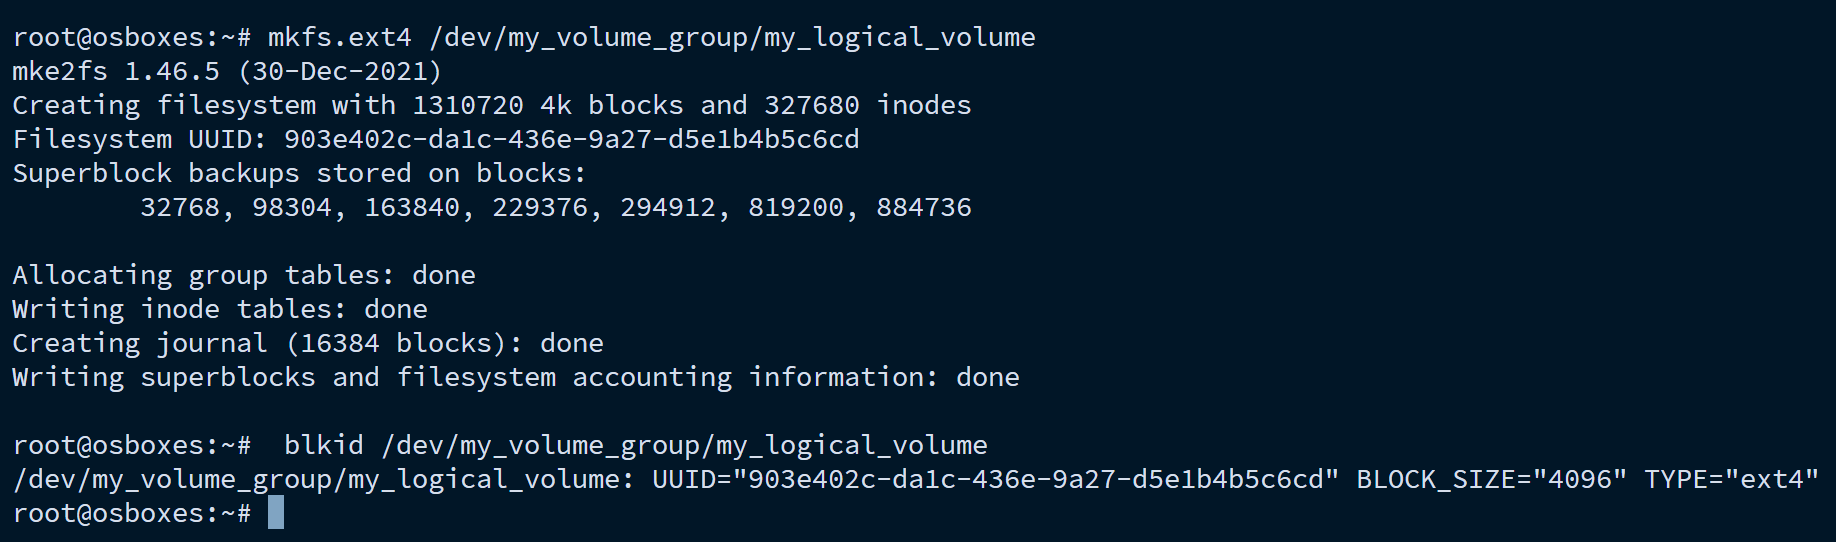 root@osboxes:~# mkfs.ext4 /dev/my_volume_group/my_logical_volume
mke2fs 1.46.5 (30-Dec-2021)
Creating filesystem with 1310720 4k blocks and 327680 inodes
Filesystem UUID: 903e402c-da1c-436e-9a27-d5e1b4b5c6cd
Superblock backups stored on blocks:
        32768, 98304, 163840, 229376, 294912, 819200, 884736

Allocating group tables: done
Writing inode tables: done
Creating journal (16384 blocks): done
Writing superblocks and filesystem accounting information: done

root@osboxes:~#  blkid /dev/my_volume_group/my_logical_volume
/dev/my_volume_group/my_logical_volume: UUID="903e402c-da1c-436e-9a27-d5e1b4b5c6cd" BLOCK_SIZE="4096" TYPE="ext4"
root@osboxes:~#